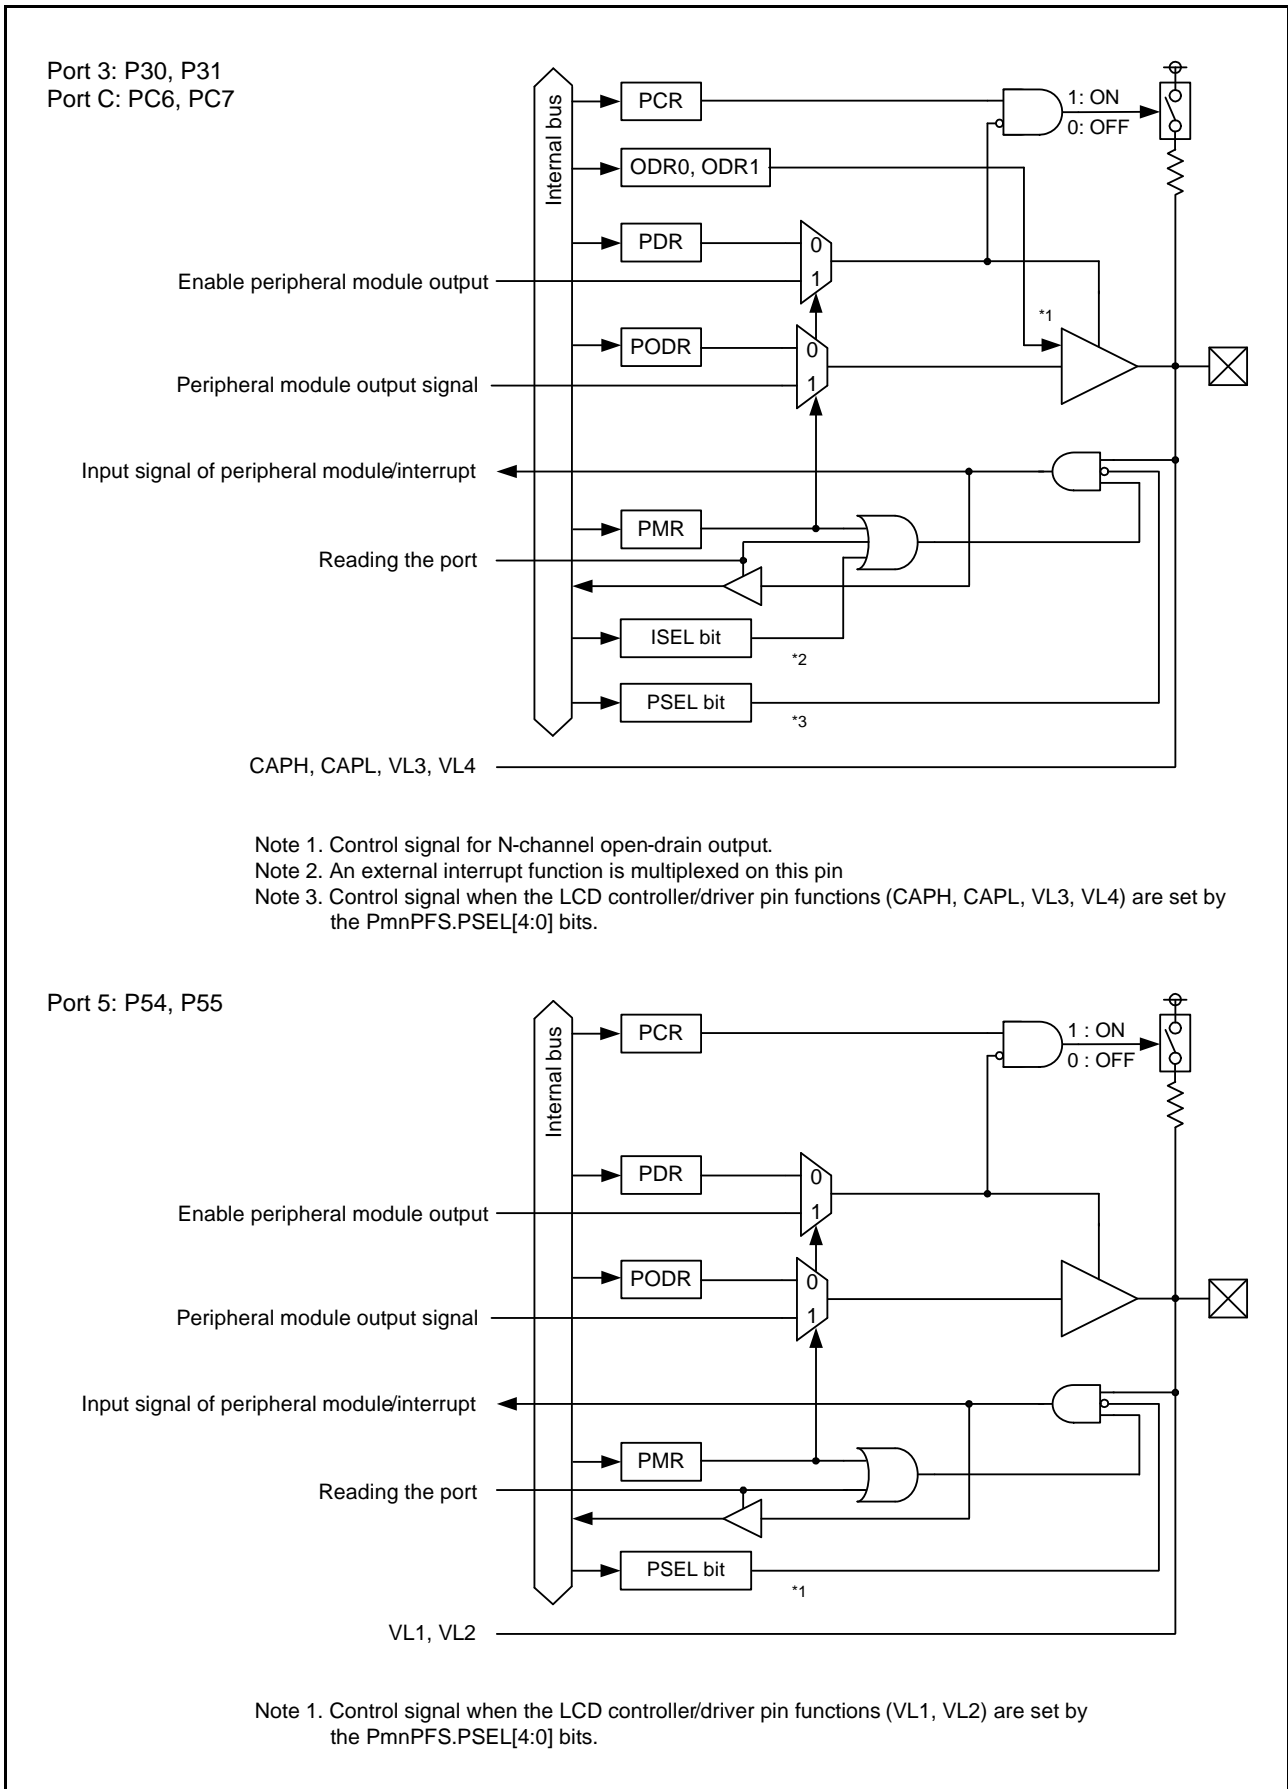 Port 3: P30, P31
Port C: PC6, PC7
Internal bus
PCR
1: ON
0: OFF
ODR0, ODR1
PDR
0
1
Enable peripheral module output
*1
PODR
0
1
Peripheral module output signal
Input signal of peripheral module/interrupt
PMR
Reading the port
ISEL bit
*2
PSEL bit
*3
CAPH, CAPL, VL3, VL4
Note 1. Control signal for N-channel open-drain output.
Note 2. An external interrupt function is multiplexed on this pin
Note 3. Control signal when the LCD controller/driver pin functions (CAPH, CAPL, VL3, VL4) are set by
the PmnPFS.PSEL[4:0] bits.
Port 5: P54, P55
Internal bus
PCR
1 : ON
0 : OFF
PDR
0
1
Enable peripheral module output
PODR
0
1
Peripheral module output signal
Input signal of peripheral module/interrupt
PMR
Reading the port
PSEL bit
*1
VL1, VL2
Note 1. Control signal when the LCD controller/driver pin functions (VL1, VL2) are set by
the PmnPFS.PSEL[4:0] bits.